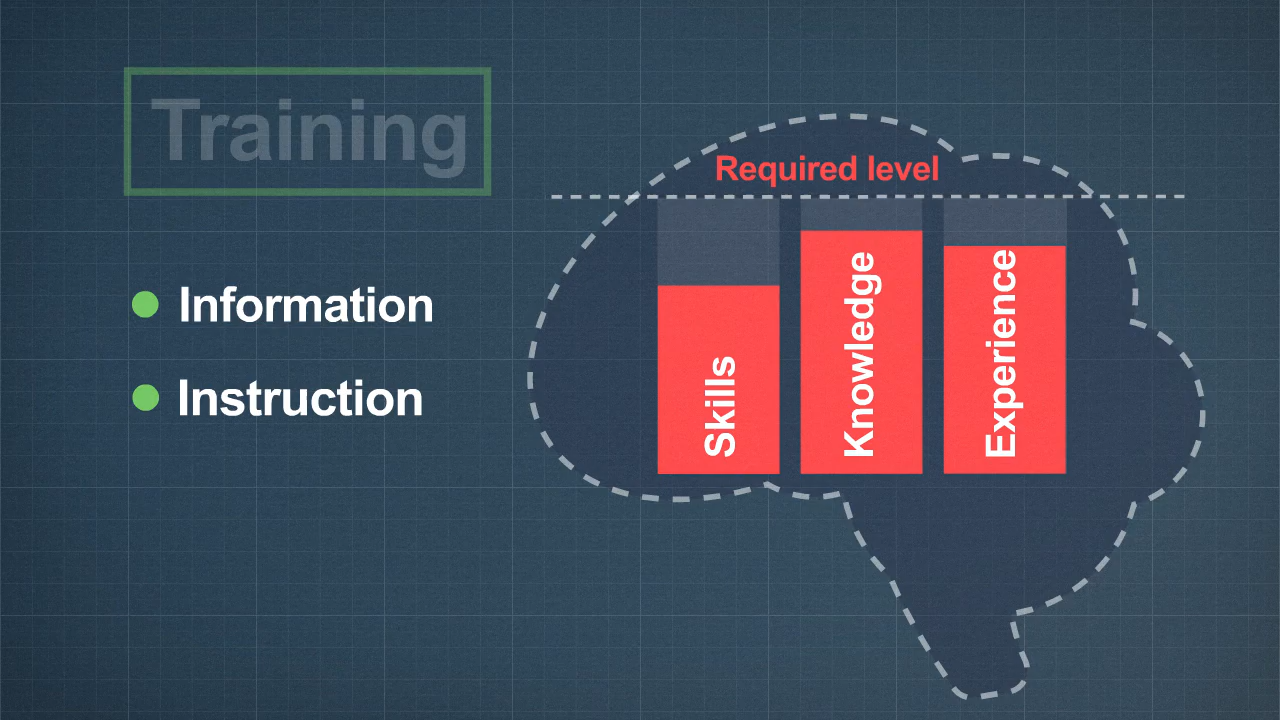 Training
Information
Instruction
Required level
Skills
Knowledge
Experience